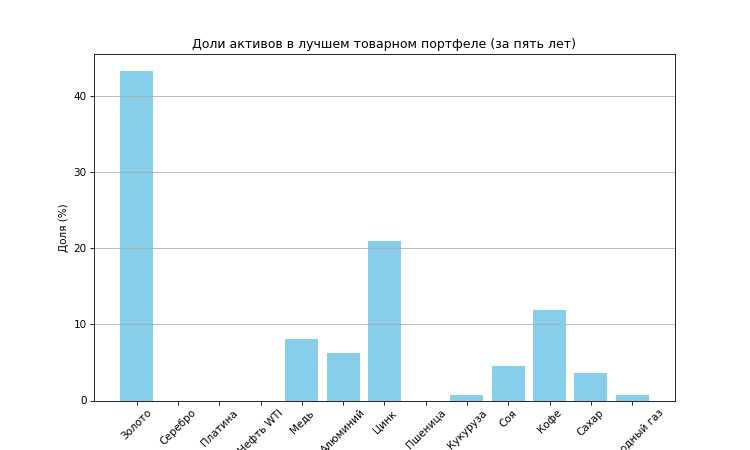 Доли активов в лучшем товарном портфеле (за пять лет)
Доля (%)
40
30
20
10
0
Золото
Серебро
Платина
Нефть WTI
Медь
Алюминий
Цинк
Пшеница
Кукуруза
Соя
Кофе
Сахар
газ